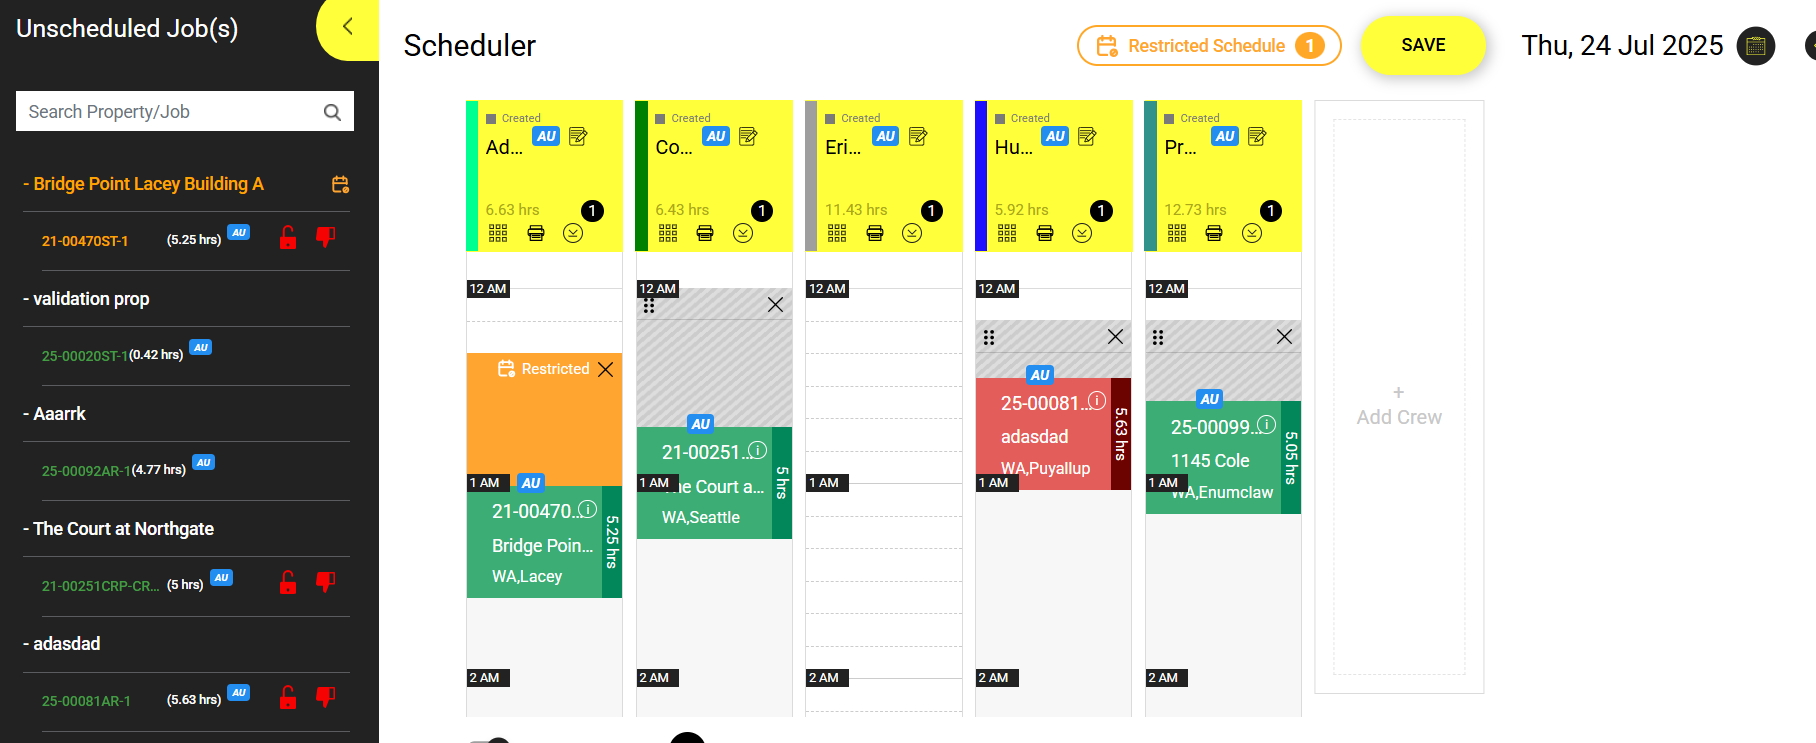 Unscheduled Job(s)
Search Property/Job
- Bridge Point Lacey Building A
21-00470ST-1 (5.25 hrs) AU
- validation prop
25-00020ST-1(0.42 hrs) AU
- Aaarrk
25-00092AR-1(4.77 hrs) AU
- The Court at Northgate
21-00251CRP-CR... (5 hrs) AU
- adasdad
25-00081AR-1 (5.63 hrs) AU
Scheduler
Restricted Schedule 1
SAVE
Thu, 24 Jul 2025
Created
Ad... AU
6.63 hrs 1
12 AM
Restricted
1 AM AU
21-00470...
Bridge Poin...
WA,Lacey
5.25 hrs
2 AM
Created
Co... AU
6.43 hrs 1
12 AM
AU
21-00251...
1 AM
he Court a...
WA,Seattle
5 hrs
2 AM
Created
Eri... AU
11.43 hrs 1
12 AM
1 AM
2 AM
Created
Hu... AU
5.92 hrs 1
12 AM
AU
25-00081...
adasdad
WA,Puyallup
5.63 hrs
1 AM
2 AM
Created
Pr... AU
12.73 hrs 1
12 AM
AU
25-00099...
1145 Cole
WA,Enumclaw
5.05 hrs
1 AM
2 AM
+
Add Crew